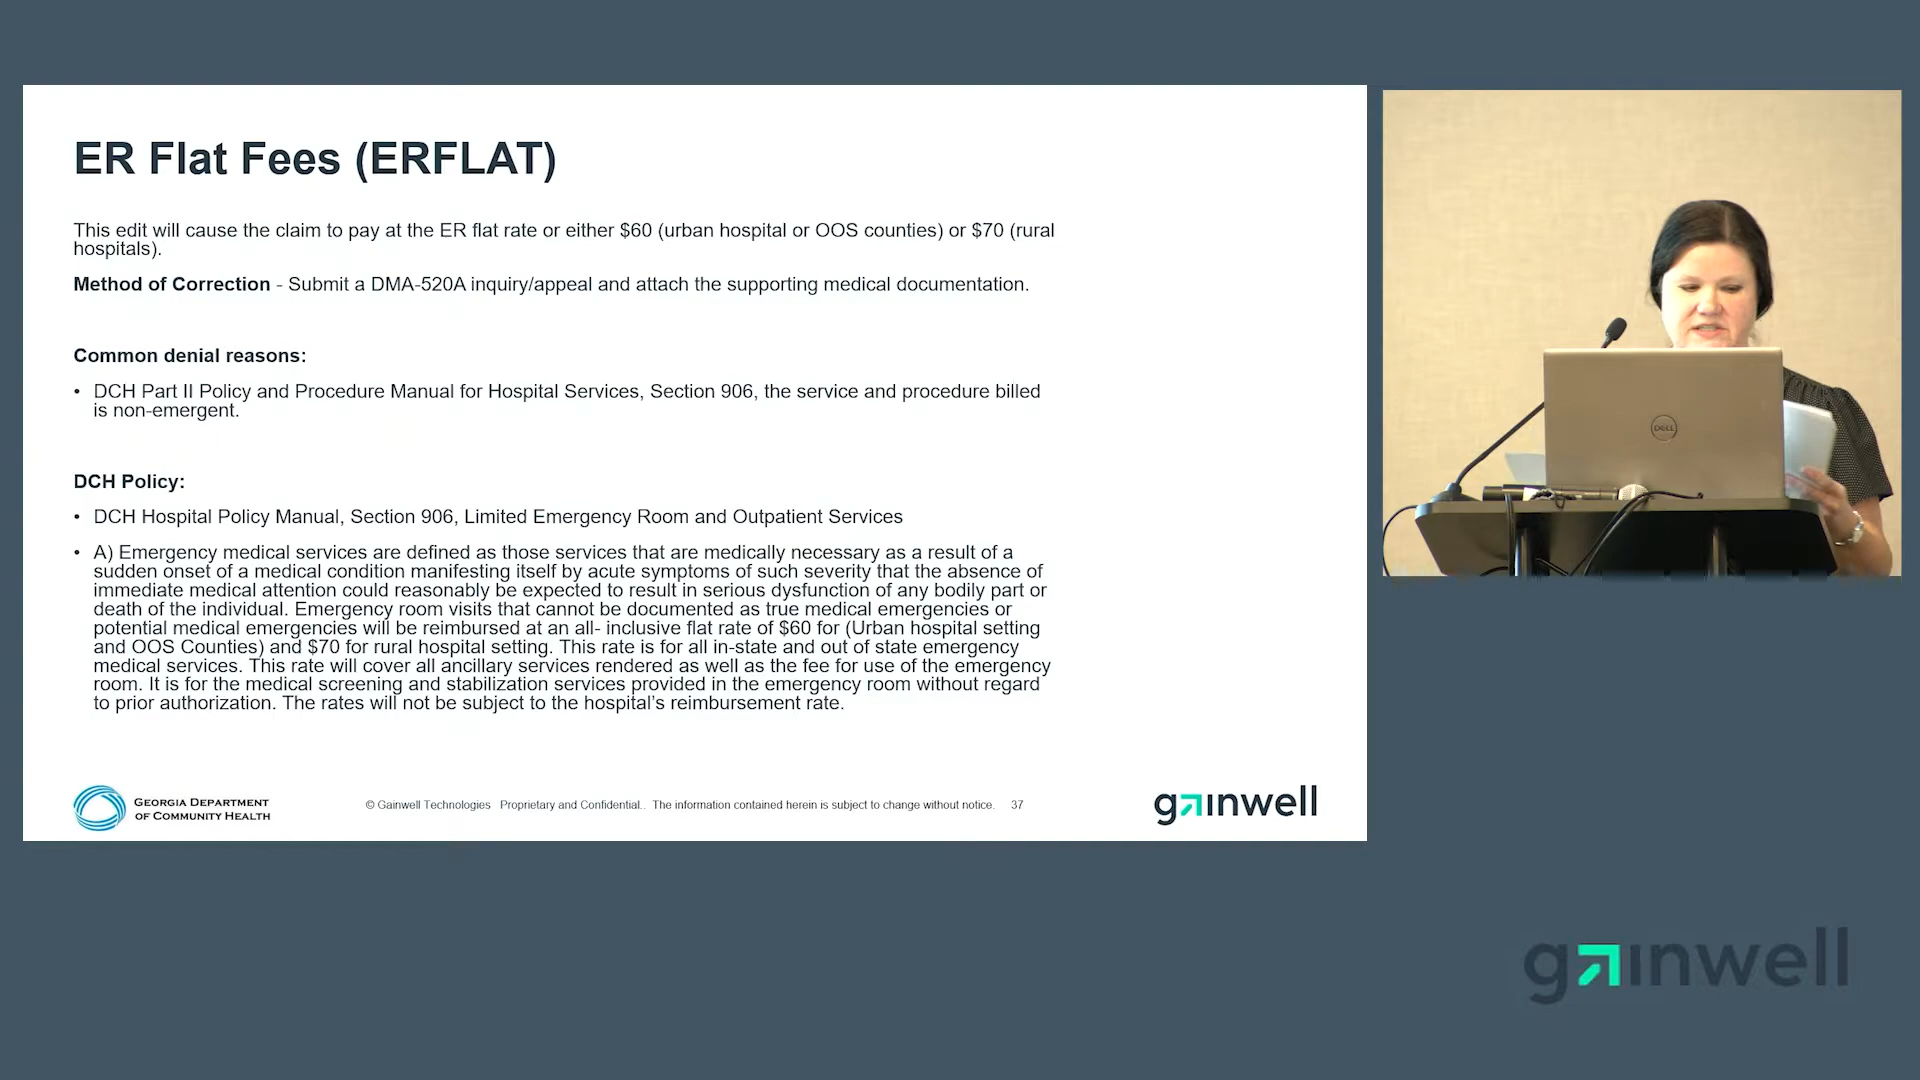 ER Flat Fees (ERFLAT)
This edit will cause the claim to pay at the ER flat rate or either $60 (urban hospital or OOS counties) or $70 (rural
hospitals).
Method of Correction - Submit a DMA-520A inquiry/appeal and attach the supporting medical documentation.
Common denial reasons:
• DCH Part II Policy and Procedure Manual for Hospital Services, Section 906, the service and procedure billed
is non-emergent.
DCH Policy:
• DCH Hospital Policy Manual, Section 906, Limited Emergency Room and Outpatient Services
• A) Emergency medical services are defined as those services that are medically necessary as a result of a
sudden onset of a medical condition manifesting itself by acute symptoms of such severity that the absence of
immediate medical attention could reasonably be expected to result in serious dysfunction of any bodily part or
death of the individual. Emergency room visits that cannot be documented as true medical emergencies or
potential medical emergencies will be reimbursed at an all- inclusive flat rate of $60 for (Urban hospital setting
and OOS Counties) and $70 for rural hospital setting. This rate is for all in-state and out of state emergency
medical services. This rate will cover all ancillary services rendered as well as the fee for use of the emergency
room. It is for the medical screening and stabilization services provided in the emergency room without regard
to prior authorization. The rates will not be subject to the hospital's reimbursement rate.
GEORGIA DEPARTMENT
OF COMMUNITY HEALTH
© Gainwell Technologies Proprietary and Confidential.. The information contained herein is subject to change without notice. 37
gainwell
DELL
gainwell